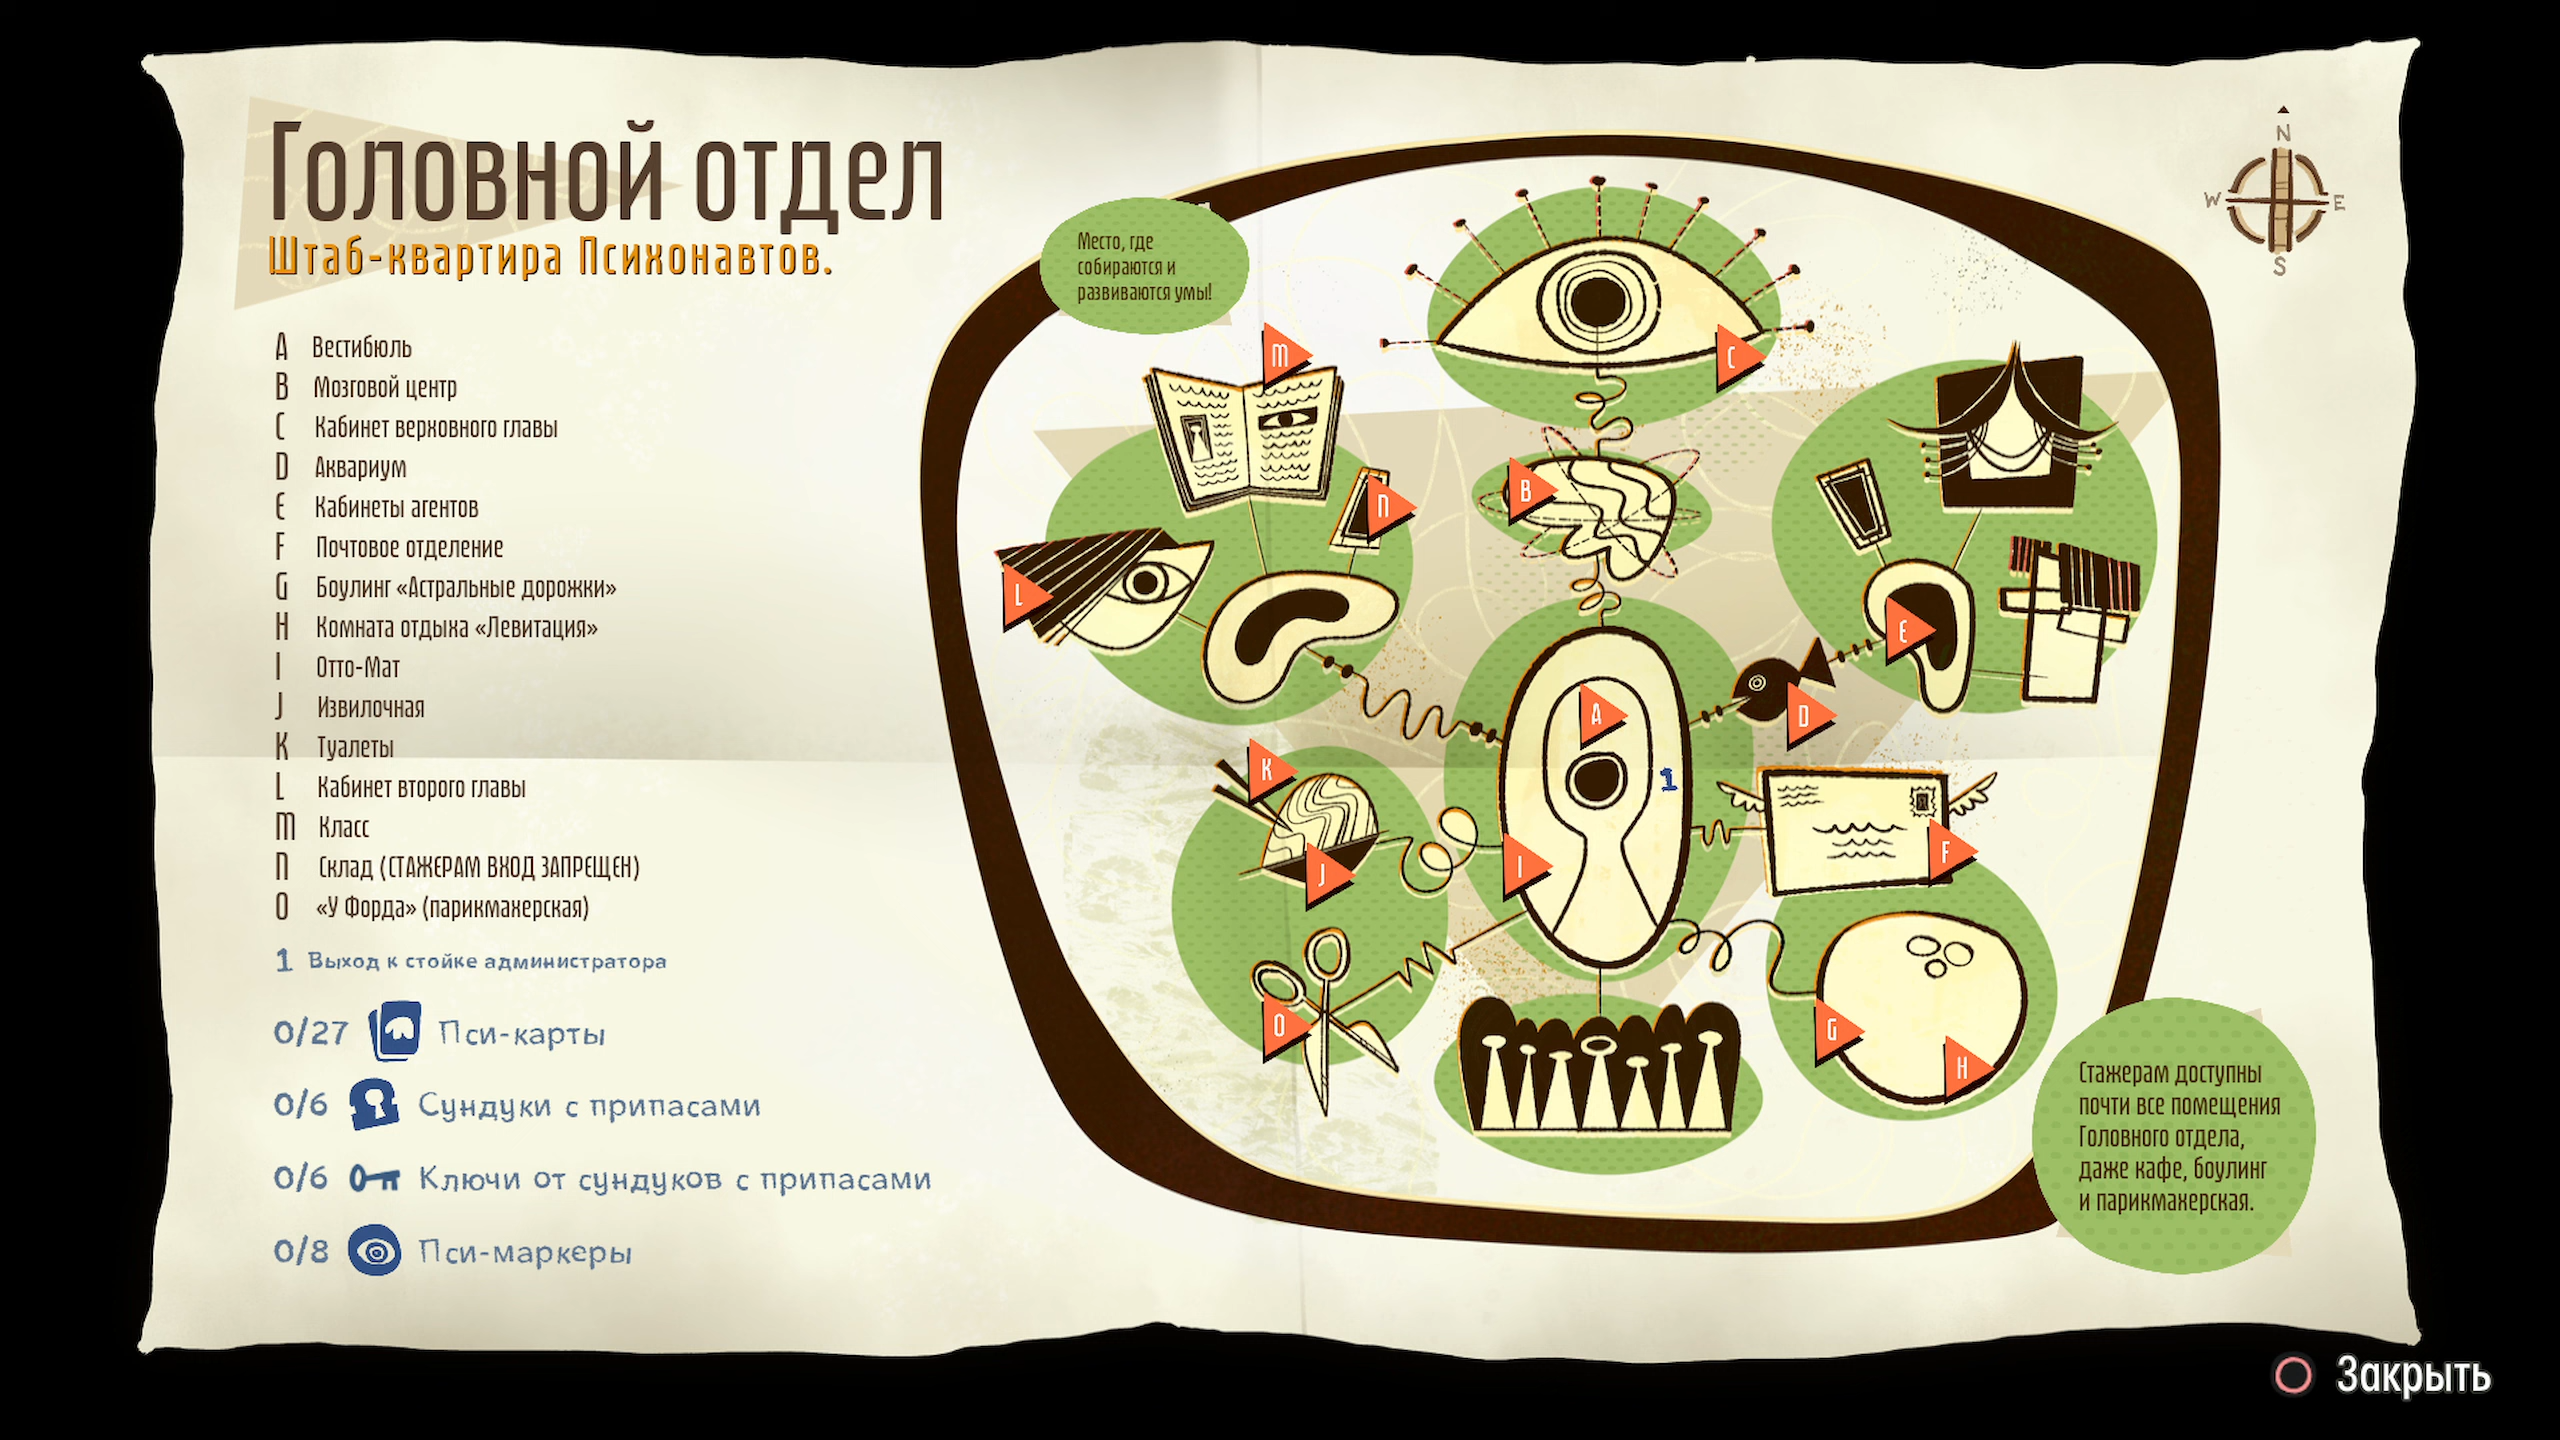 Головной отдел
Штаб-квартира Психонавтов.
A Вестибюль
B Мозговой центр
C Кабинет верховного главы
D Аквариум
E Кабинеты агентов
F Почтовое отделение
G Боулинг «Астральные дорожки»
H Комната отдыха «Левитация»
I Отто-Мат
J Извилочная
K Туалеты
L Кабинет второго главы
M Класс
N Склад (СТАЖЕРАМ ВХОД ЗАПРЕЩЕН)
O «У Форда» (парикмахерская)
1 Выход к стойке администратора
0/27 Пси-карты
0/6 Сундуки с припасами
0/6 Ключи от сундуков с припасами
0/8 Пси-маркеры
Место, где
собираются и
развиваются умы!
N
W E
S
M
C
N
B
L
E
A
D
K
1
J
I
F
O
G
H
Стажерам доступны
почти все помещения
Головного отдела,
даже кафе, боулинг
и парикмахерская.
Закрыть